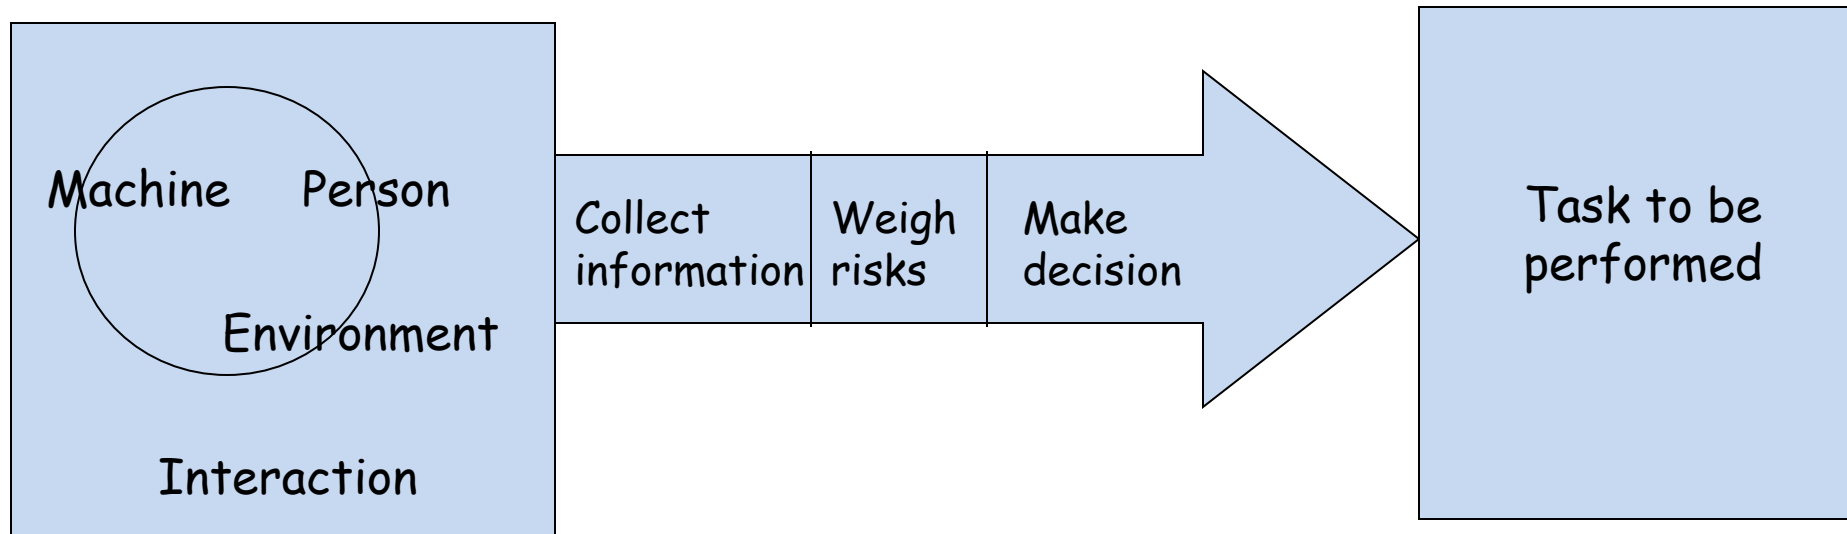 Machine Person
Environment
Interaction
Collect
information
Weigh
risks
Make
decision
Task to be
performed